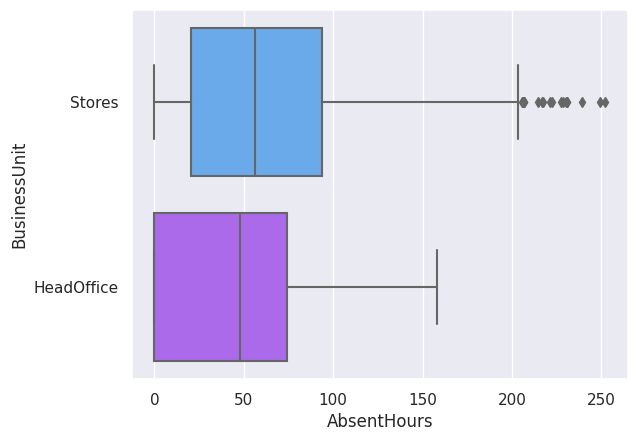 BusinessUnit
Stores
HeadOffice
0 50 100 150 200 250
AbsentHours